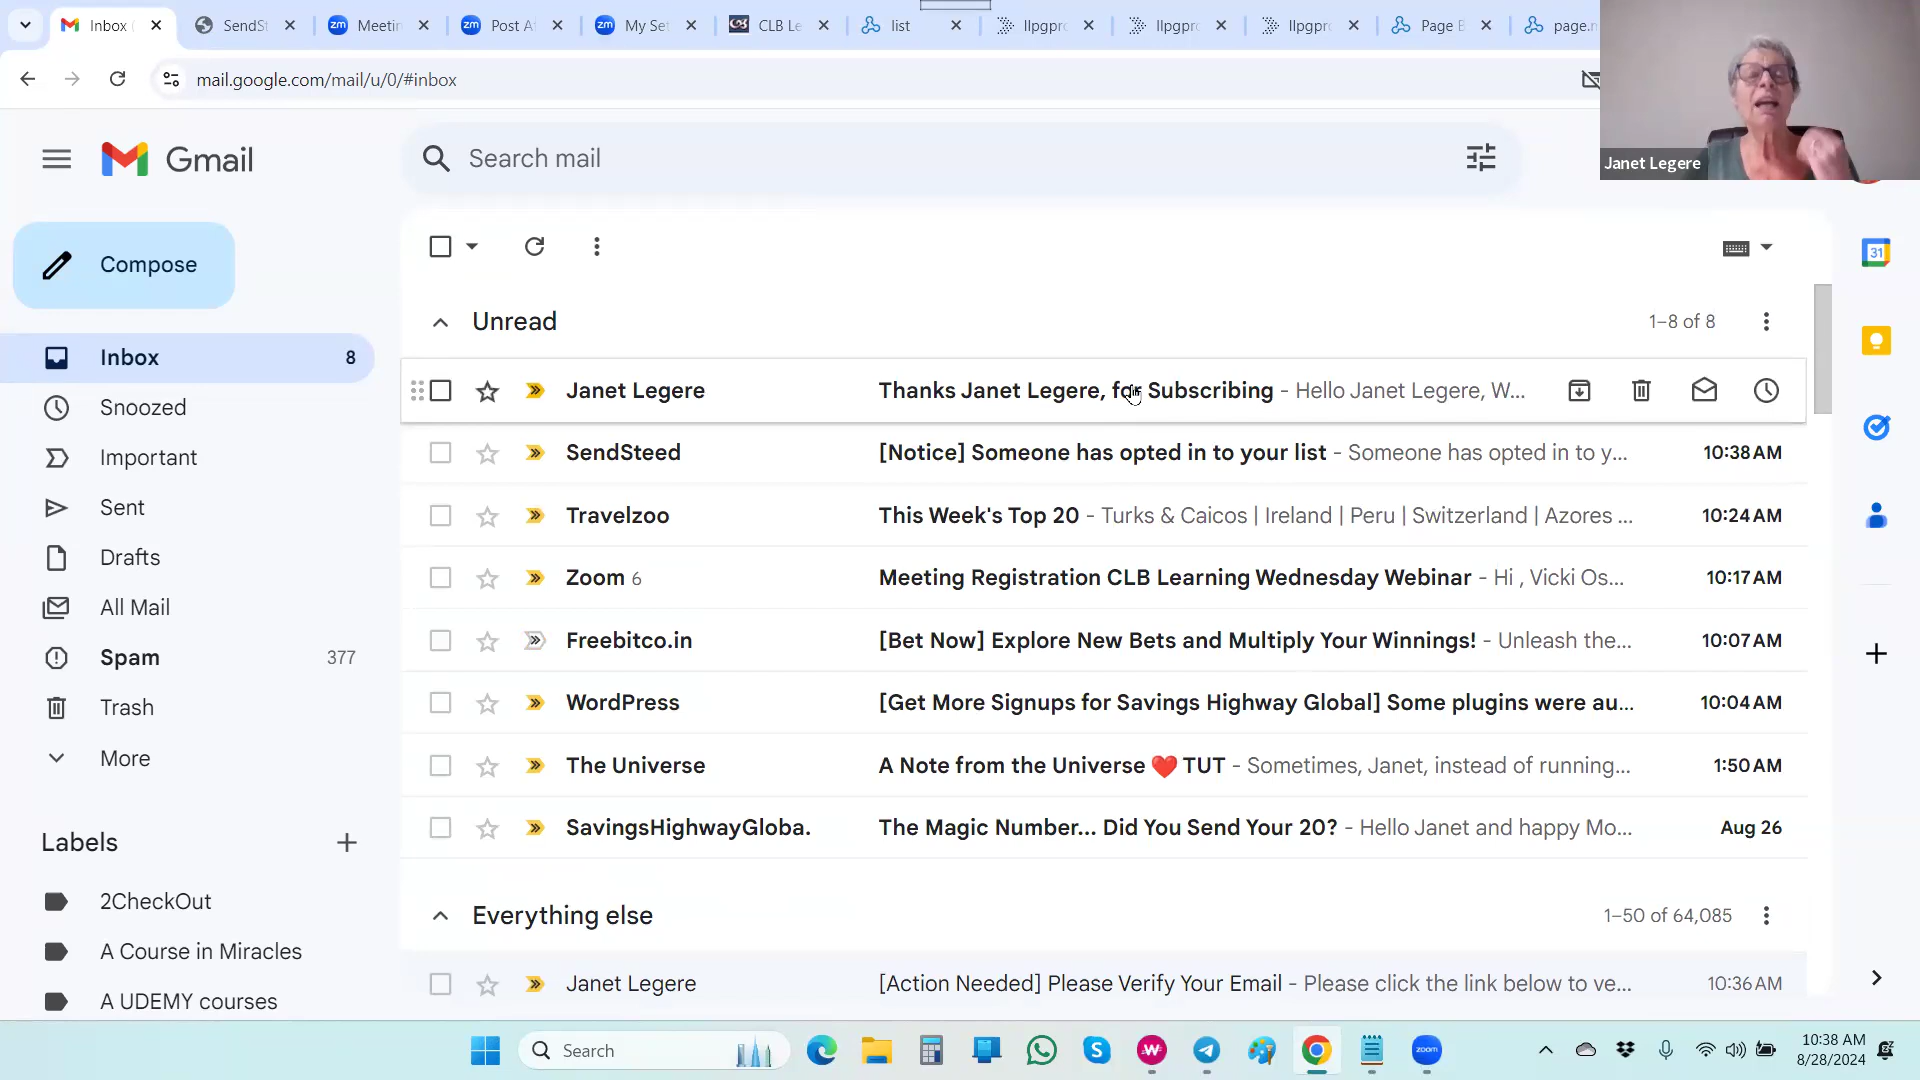 Inbox (
SendSt
Meetin
Post A
My Set
CLB Le
list
llpgpro
llpgpro
llpgpro
Page B
page.n
mail.google.com/mail/u/0/#inbox
Janet Legere
Gmail
Search mail
Compose
Unread
1–8 of 8
Inbox 8
Janet Legere Thanks Janet Legere, for Subscribing - Hello Janet Legere, W...
Snoozed
SendSteed [Notice] Someone has opted in to your list - Someone has opted in to y... 10:38 AM
Important
Sent
Travelzoo This Week's Top 20 - Turks & Caicos | Ireland | Peru | Switzerland | Azores ... 10:24 AM
Drafts
Zoom 6 Meeting Registration CLB Learning Wednesday Webinar - Hi , Vicki Os... 10:17 AM
All Mail
Freebitco.in [Bet Now] Explore New Bets and Multiply Your Winnings! - Unleash the... 10:07 AM
Spam 377
WordPress [Get More Signups for Savings Highway Global] Some plugins were au... 10:04 AM
Trash
More
The Universe A Note from the Universe ❤️ TUT - Sometimes, Janet, instead of running... 1:50 AM
SavingsHighwayGloba. The Magic Number... Did You Send Your 20? - Hello Janet and happy Mo... Aug 26
Labels
2CheckOut
Everything else
1–50 of 64,085
A Course in Miracles
Janet Legere [Action Needed] Please Verify Your Email - Please click the link below to ve... 10:36 AM
A UDEMY courses
Search
zoom
10:38 AM
8/28/2024